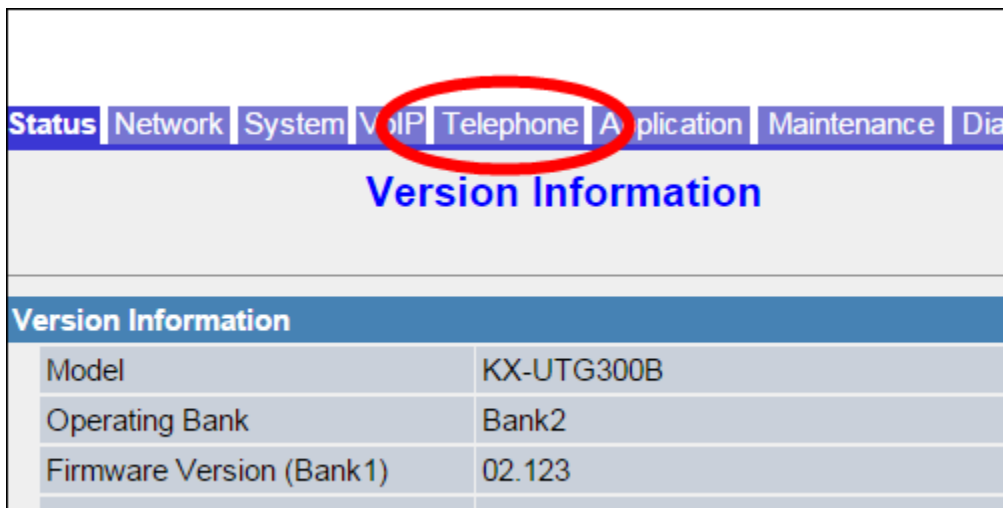 Status Network System VoIP Telephone Application Maintenance
Version Information
Version Information
Model KX-UTG300B
Operating Bank Bank2
Firmware Version (Bank1) 02.123